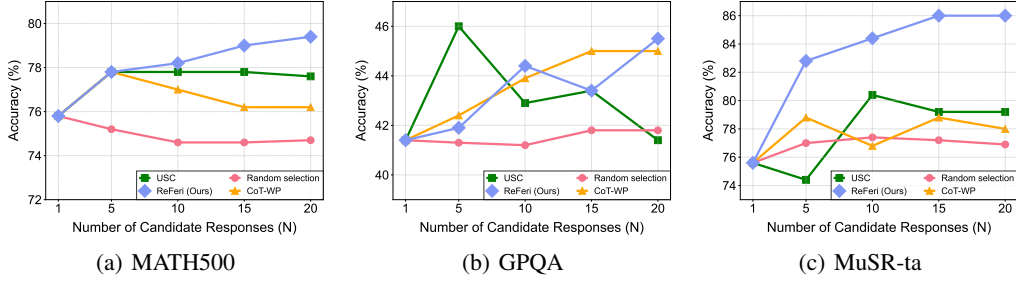 80
78
76
74
72
Accuracy (%)
USC
Random selection
ReFeri (Ours)
CoT-WP
1
5
10
15
20
Number of Candidate Responses (N)
(a) MATH500
46
44
42
40
Accuracy (%)
USC
Random selection
ReFeri (Ours)
CoT-WP
1
5
10
15
20
Number of Candidate Responses (N)
(b) GPQA
86
84
82
80
78
76
74
Accuracy (%)
USC
Random selection
ReFeri (Ours)
CoT-WP
1
5
10
15
20
Number of Candidate Responses (N)
(c) MuSR-ta